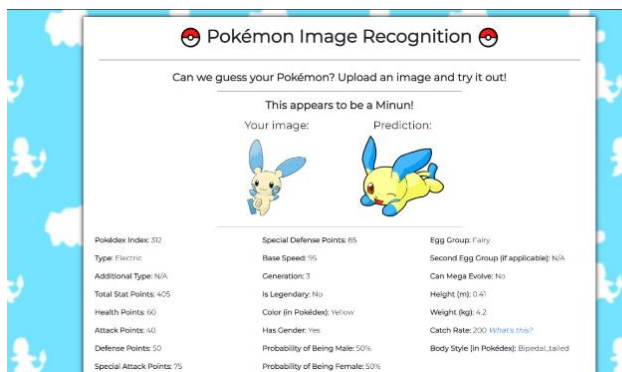 Pokémon Image Recognition
Can we guess your Pokémon? Upload an image and try it out!
This appears to be a Minun!
Your image:
Prediction:
Pokédex Index: 312
Type: Electric
Additional Type: N/A
Total Stat Points: 405
Health Points: 60
Attack Points: 40
Defense Points: 50
Special Attack Points: 75
Special Defense Points: 85
Base Speed: 95
Generation: 3
Is Legendary: No
Color (in Pokédex): Yellow
Has Gender: Yes
Probability of Being Male: 50%
Probability of Being Female: 50%
Egg Group: Fairy
Second Egg Group (if applicable): N/A
Can Mega Evolve: No
Height (m): 0.41
Weight (kg): 4.2
Catch Rate: 200 What's this?
Body Style (in Pokédex): Bipedal_tailed